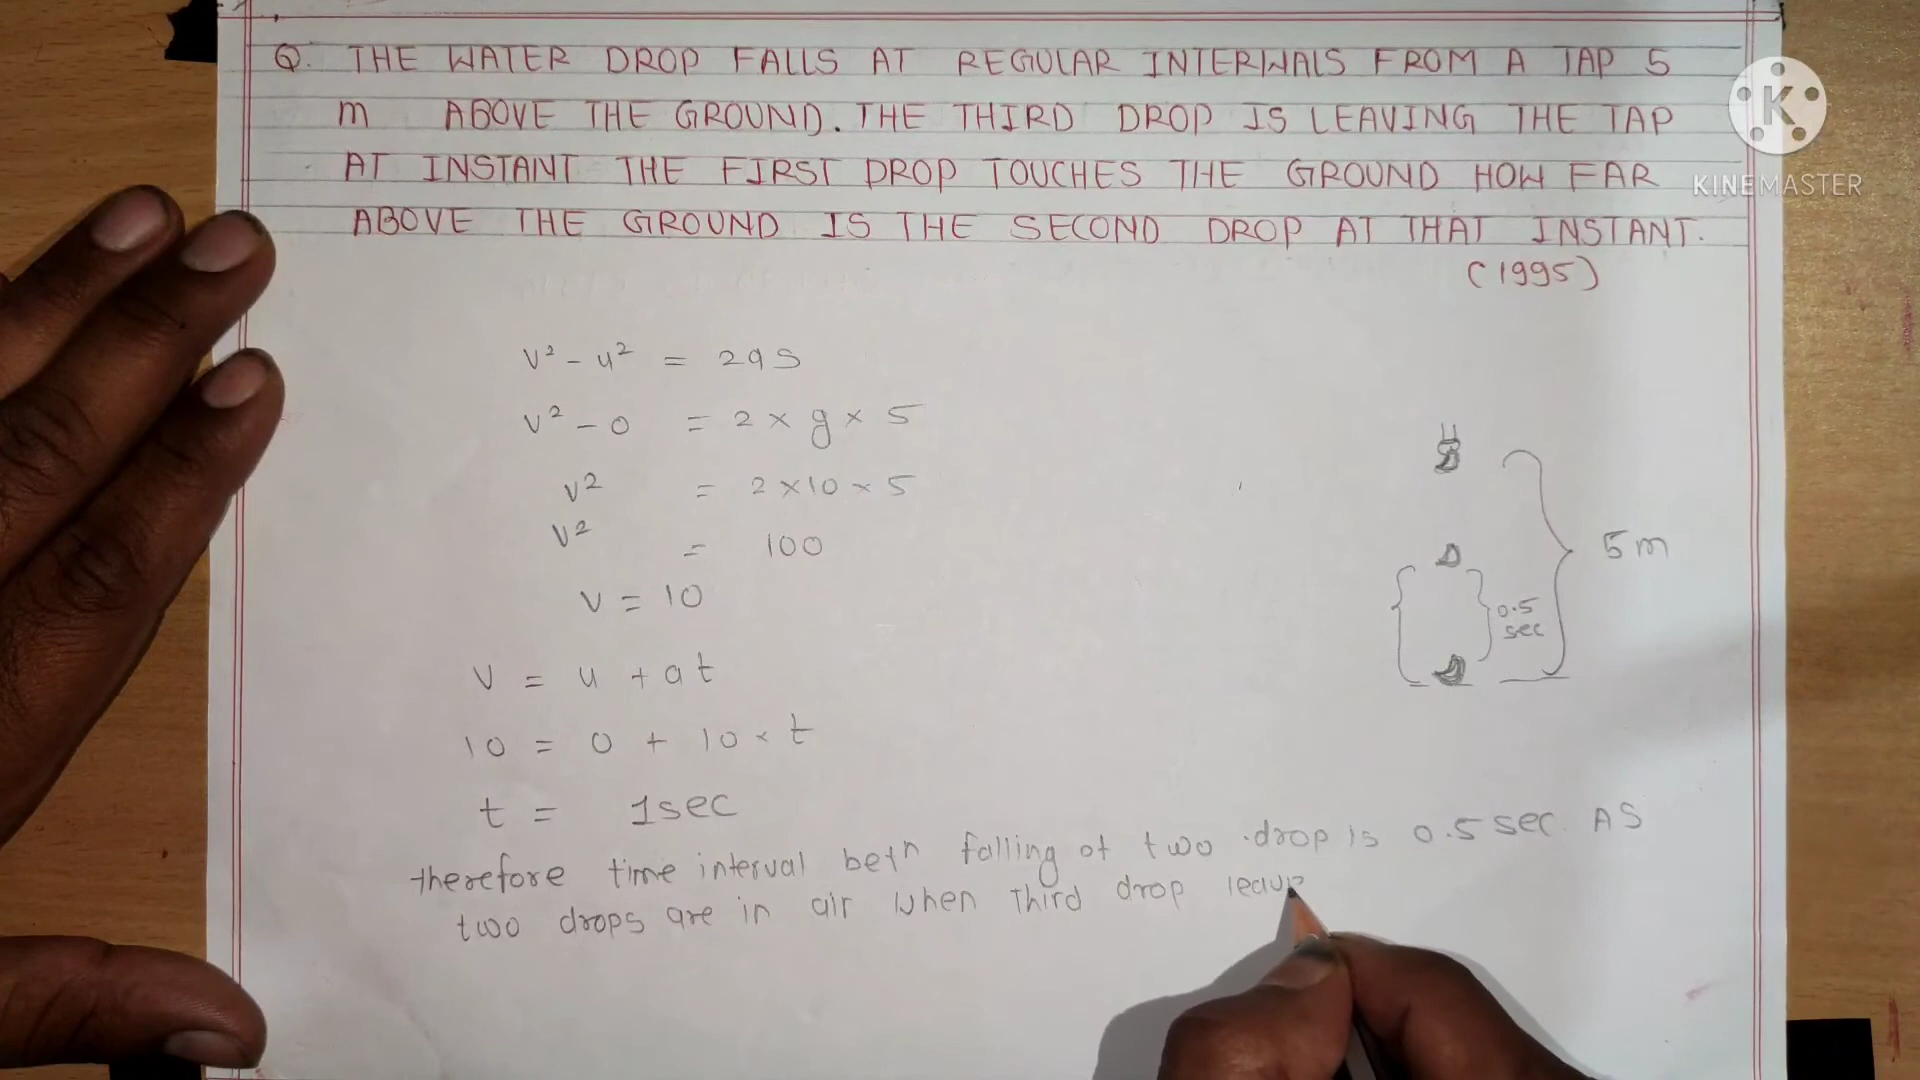 Q. THE WATER DROP FALLS AT REGULAR INTERWALS FROM A TAP 5
m ABOVE THE GROUND. THE THIRD DROP IS LEAVING THE TAP
AT INSTANT THE FIRST DROP TOUCHES THE GROUND HOW FAR
ABOVE THE GROUND IS THE SECOND DROP AT THAT INSTANT.
(1995)
K
KINEMASTER
v² - u² = 2as
v² - 0 = 2 × g × 5
v² = 2 × 10 × 5
v² = 100
v = 10
v = u + at
10 = 0 + 10 × t
t = 1sec
5 m
0.5
sec
therefore time interval betn falling of two drop is 0.5 sec. AS
two drops are in air when Third drop leave